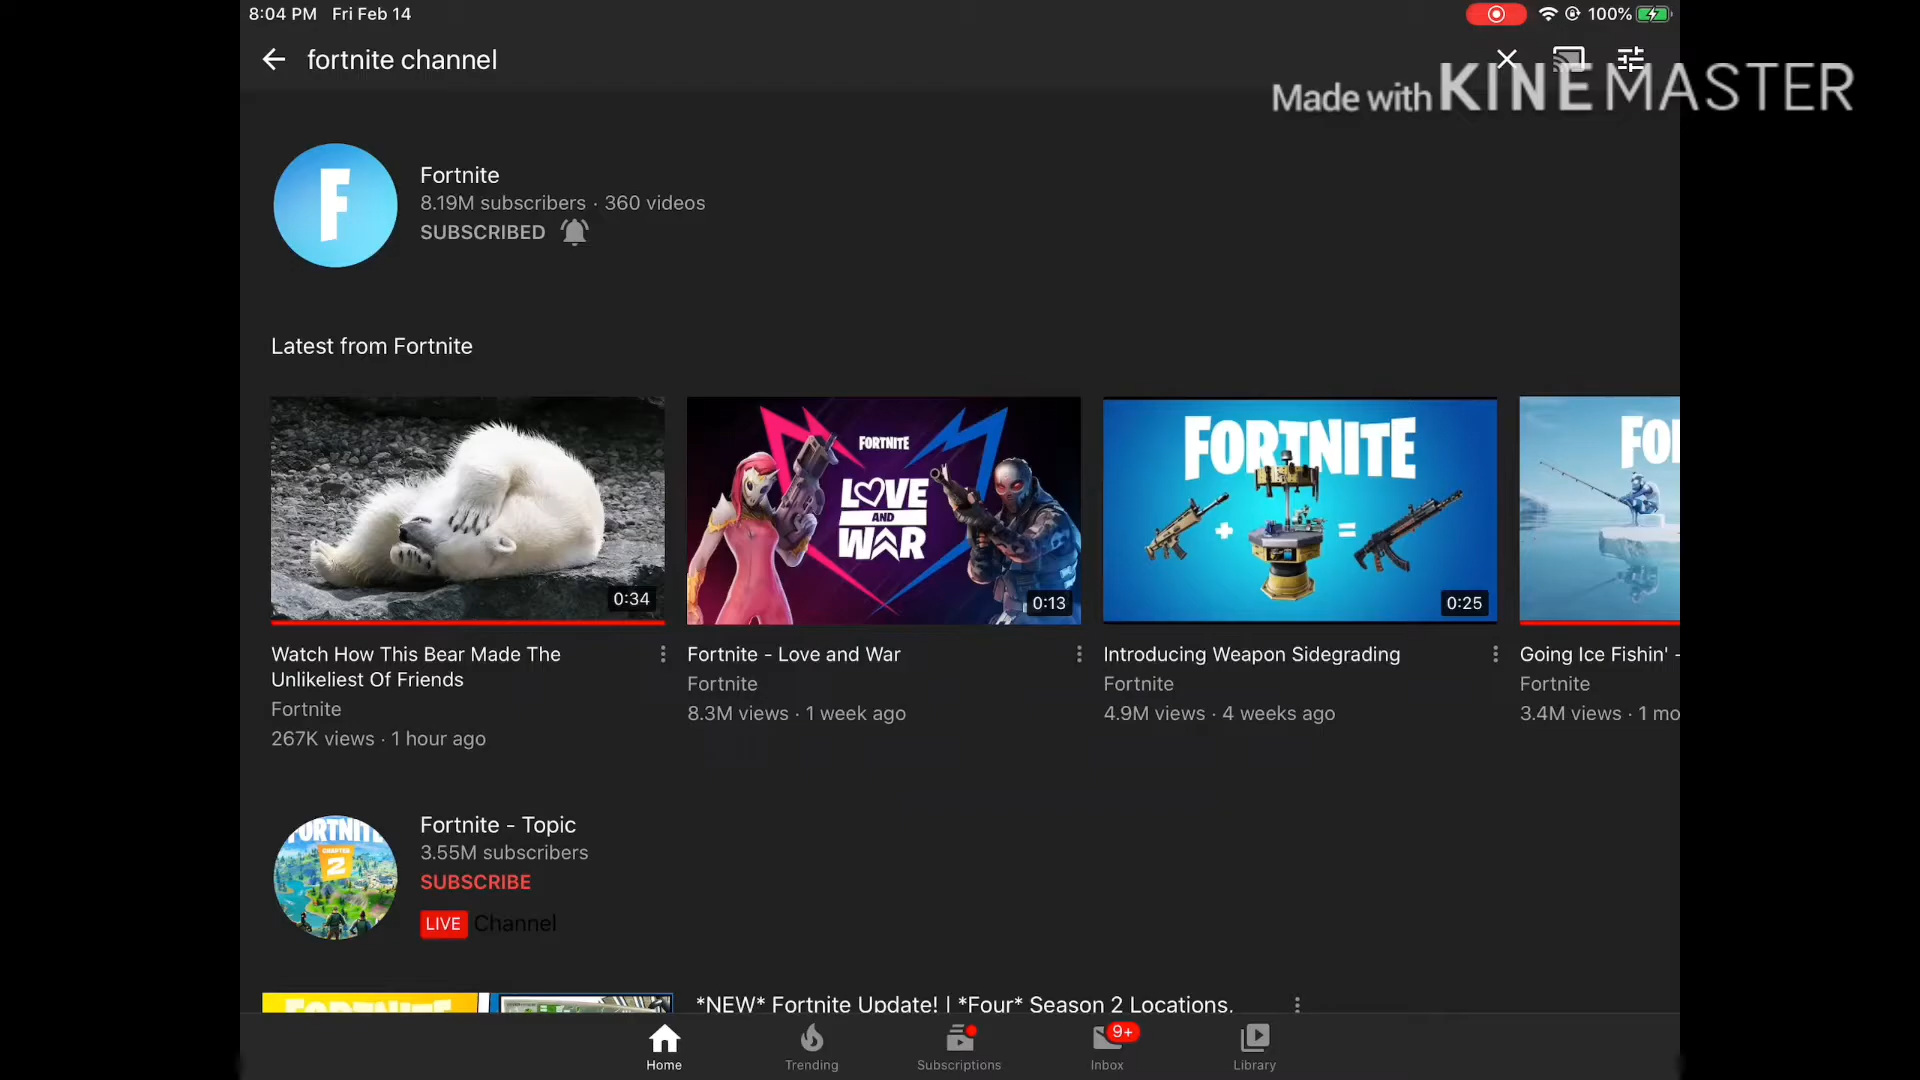 8:04 PM Fri Feb 14
100%
fortnite channel
Made with KINEMASTER
F
Fortnite
8.19M subscribers · 360 videos
SUBSCRIBED
Latest from Fortnite
0:34
Watch How This Bear Made The
Unlikeliest Of Friends
Fortnite
267K views · 1 hour ago
FORTNITE
LOVE
AND
WAR
0:13
Fortnite - Love and War
Fortnite
8.3M views · 1 week ago
FORTNITE
0:25
Introducing Weapon Sidegrading
Fortnite
4.9M views · 4 weeks ago
FO
Going Ice Fishin' -
Fortnite
3.4M views · 1 mo
FORTNITE
CHAPTER
2
Fortnite - Topic
3.55M subscribers
SUBSCRIBE
LIVE Channel
FORTNITE
*NEW* Fortnite Update! | *Four* Season 2 Locations,
Home
Trending
Subscriptions
9+
Inbox
Library